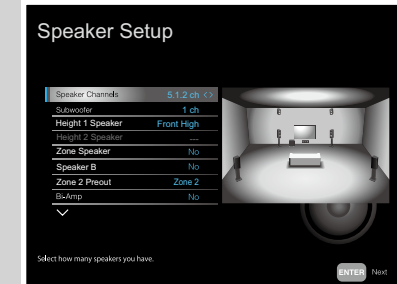 Speaker Setup
Speaker Channels 5.1.2 ch <>
Subwoofer 1 ch
Height 1 Speaker Front High
Height 2 Speaker ---
Zone Speaker No
Speaker B No
Zone 2 Preout Zone 2
Bi-Amp No
Select how many speakers you have.
ENTER Next